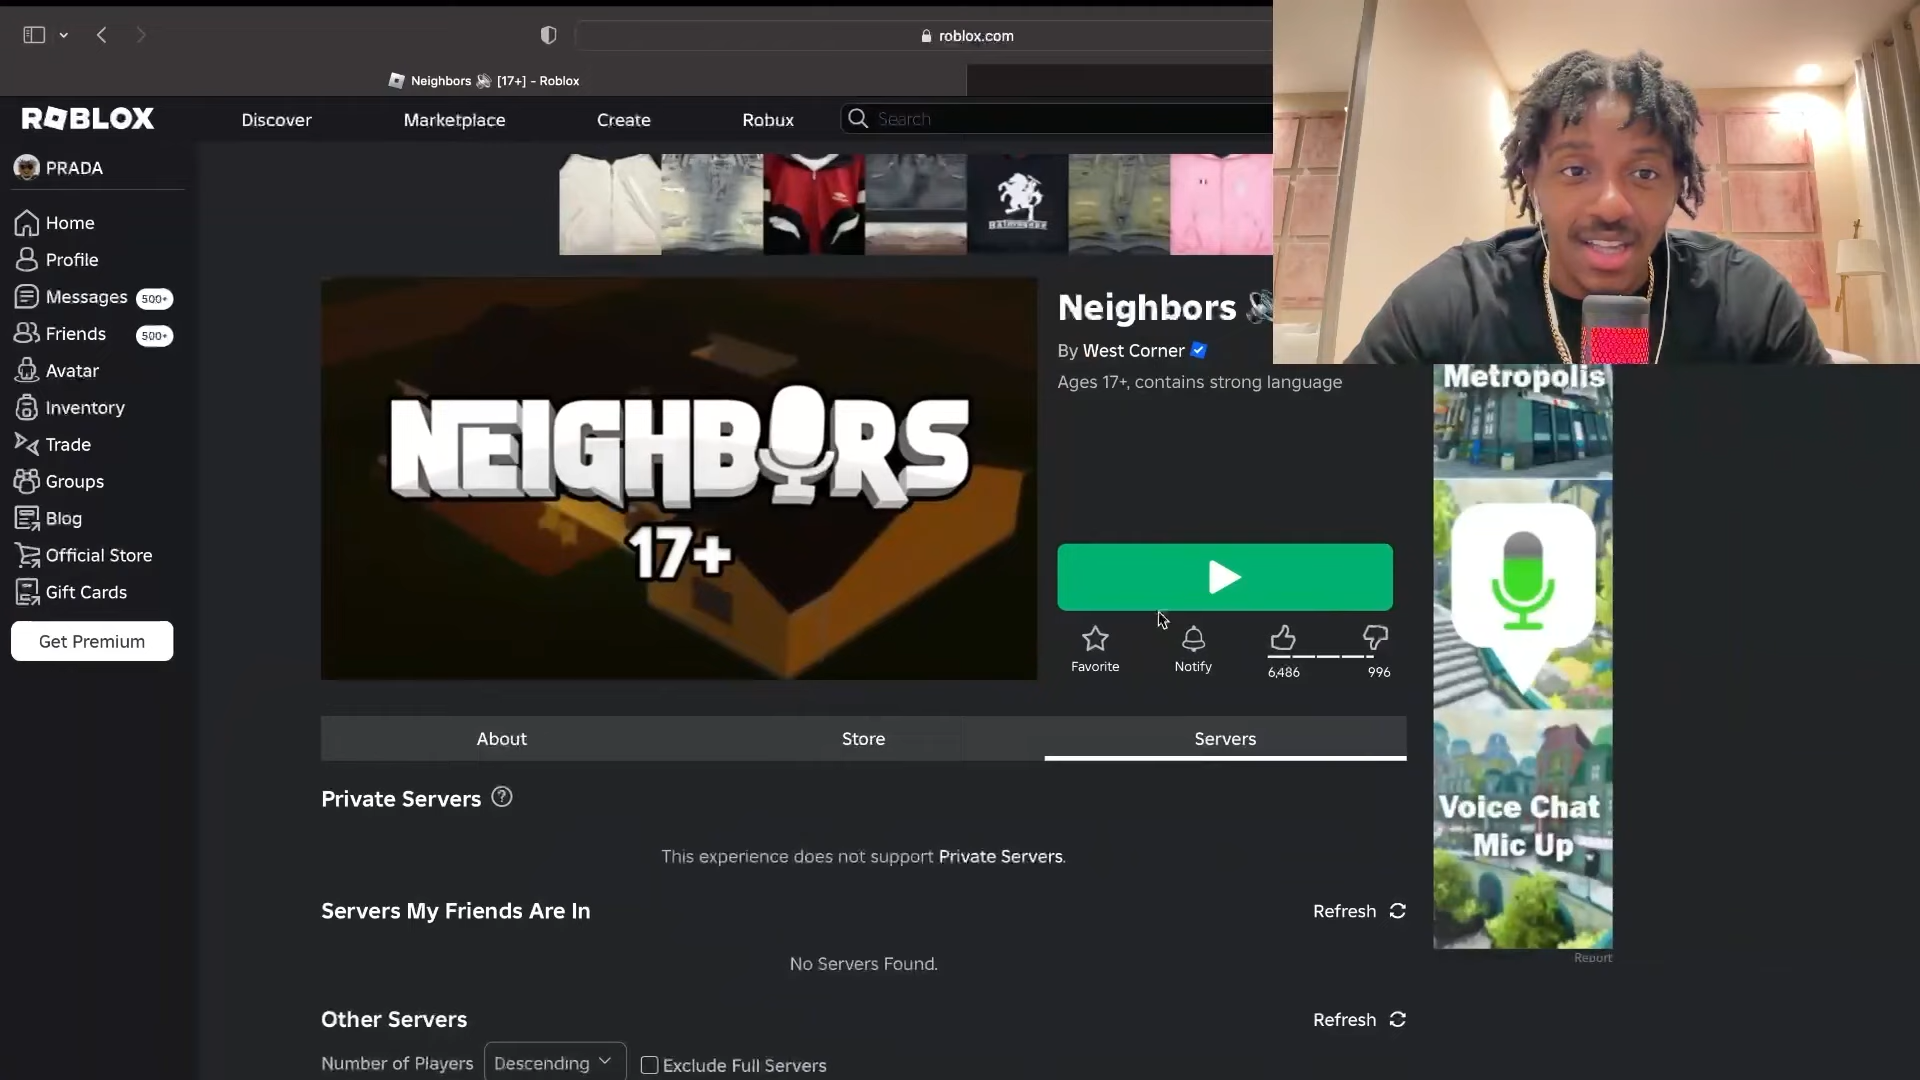 roblox.com
Neighbors 🔊 [17+] - Roblox
ROBLOX
Discover
Marketplace
Create
Robux
Search
PRADA
Home
Profile
Messages 500+
Friends 500+
Avatar
Inventory
Trade
Groups
Blog
Official Store
Gift Cards
Get Premium
NEIGHBORS
17+
Neighbors
By West Corner
Ages 17+, contains strong language
Favorite
Notify
6,486
996
About
Store
Servers
Private Servers
This experience does not support Private Servers.
Servers My Friends Are In
Refresh
No Servers Found.
Other Servers
Refresh
Number of Players
Descending
Exclude Full Servers
Metropolis
Voice Chat
Mic Up
Report